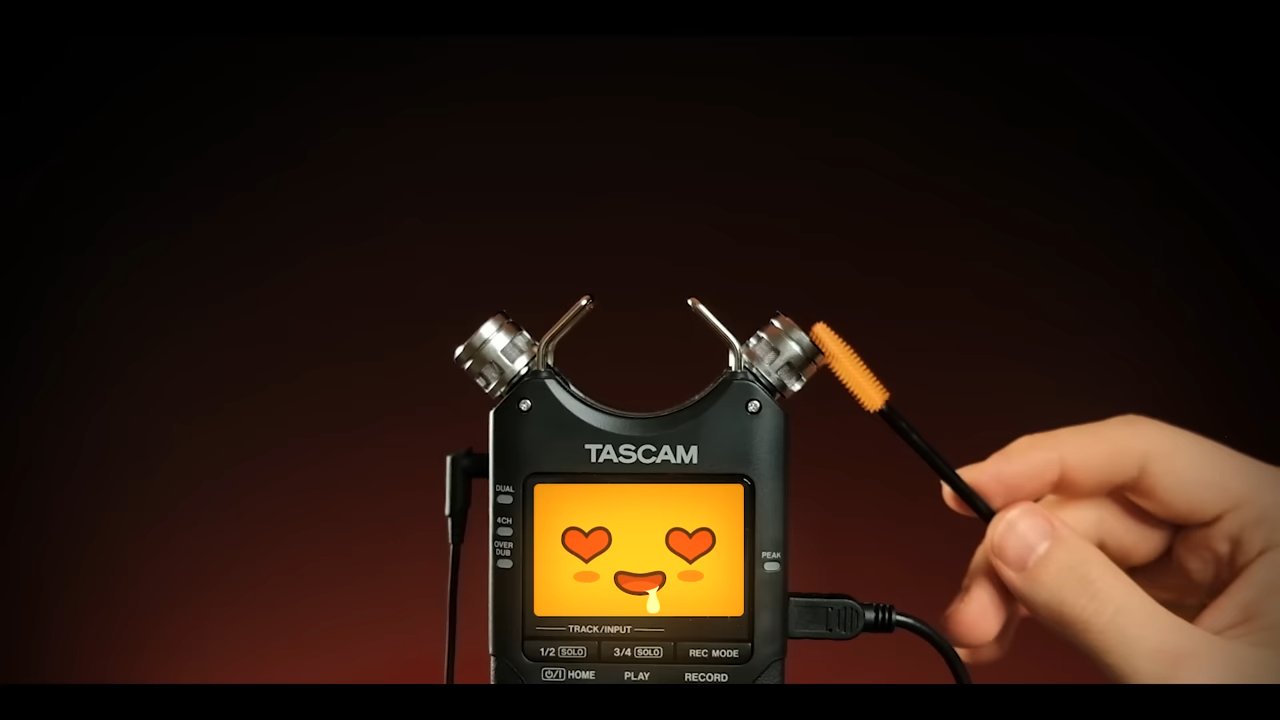 TASCAM
DUAL
4CH
OVER
DUB
PEAK
TRACK/INPUT
1/2 SOLO 3/4 SOLO REC MODE
⏻/I HOME PLAY RECORD